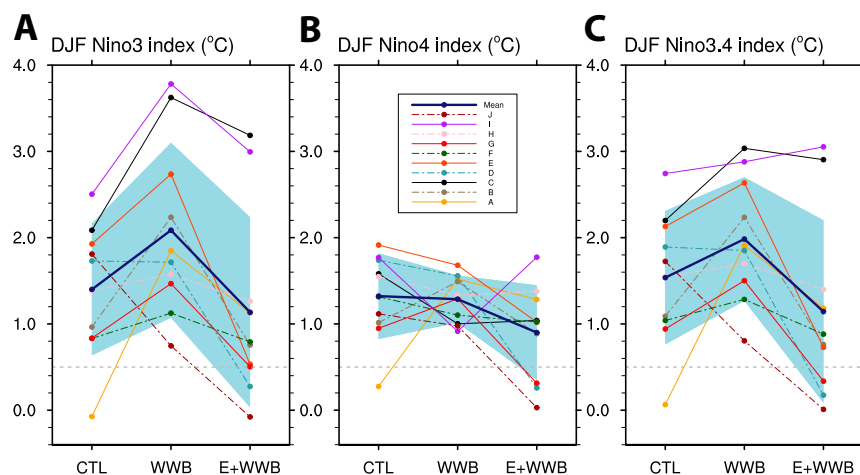 A B C
DJF Nino3 index (°C) DJF Nino4 index (°C) DJF Nino3.4 index (°C)
4.0 4.0 4.0
Mean
J
I
H
G
F
E
D
C
B
A
3.0 3.0 3.0
2.0 2.0 2.0
1.0 1.0 1.0
0.0 0.0 0.0
CTL WWB E+WWB CTL WWB E+WWB CTL WWB E+WWB